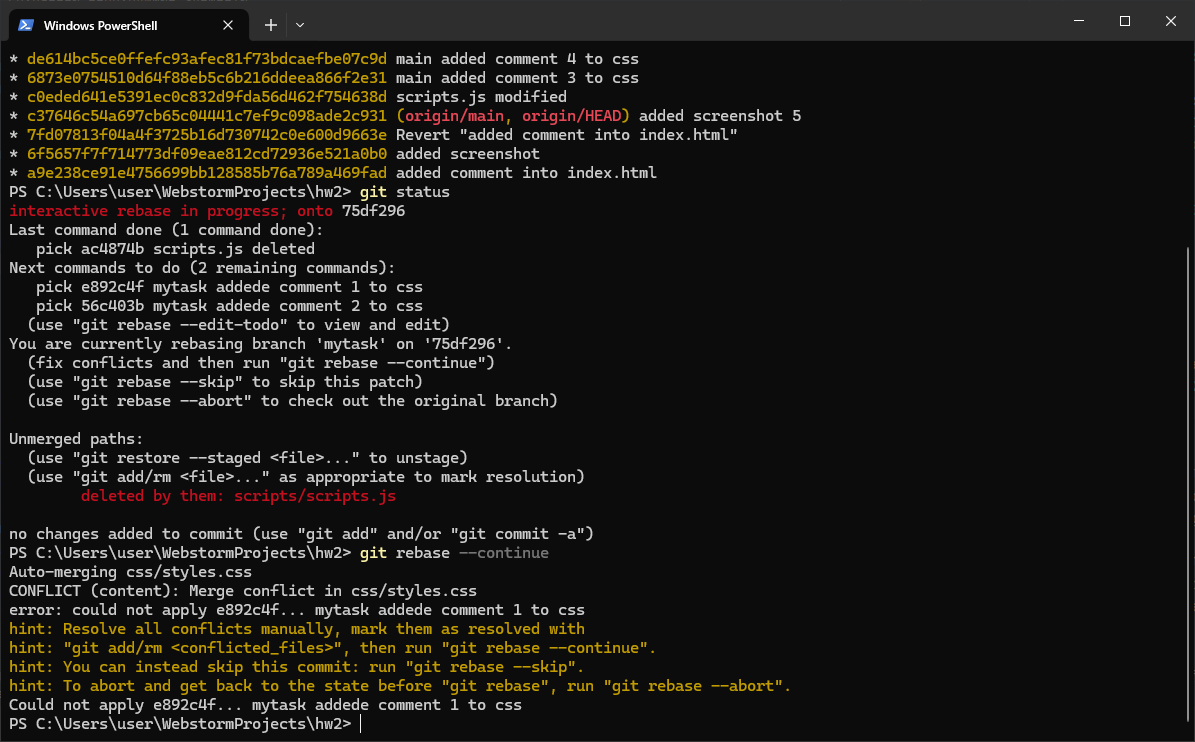 Windows PowerShell
* de614bc5ce0ffefc93afec81f73bdcaefbe07c9d main added comment 4 to css
* 6873e0754510d64f88eb5c6b216ddeea866f2e31 main added comment 3 to css
* c0eded641e5391ec0c832d9fda56d462f754638d scripts.js modified
* c37646c54a697cb65c04441c7ef9c098ade2c931 (origin/main, origin/HEAD) added screenshot 5
* 7fd07813f04a4f3725b16d730742c0e600d9663e Revert "added comment into index.html"
* 6f5657f7f714773df09eae812cd72936e521a0b0 added screenshot
* a9e238ce91e4756699bb128585b76a789a469fad added comment into index.html
PS C:\Users\user\WebstormProjects\hw2> git status
interactive rebase in progress; onto 75df296
Last command done (1 command done):
   pick ac4874b scripts.js deleted
Next commands to do (2 remaining commands):
   pick e892c4f mytask addede comment 1 to css
   pick 56c403b mytask addede comment 2 to css
  (use "git rebase --edit-todo" to view and edit)
You are currently rebasing branch 'mytask' on '75df296'.
  (fix conflicts and then run "git rebase --continue")
  (use "git rebase --skip" to skip this patch)
  (use "git rebase --abort" to check out the original branch)

Unmerged paths:
  (use "git restore --staged <file>..." to unstage)
  (use "git add/rm <file>..." as appropriate to mark resolution)
        deleted by them: scripts/scripts.js

no changes added to commit (use "git add" and/or "git commit -a")
PS C:\Users\user\WebstormProjects\hw2> git rebase --continue
Auto-merging css/styles.css
CONFLICT (content): Merge conflict in css/styles.css
error: could not apply e892c4f... mytask addede comment 1 to css
hint: Resolve all conflicts manually, mark them as resolved with
hint: "git add/rm <conflicted_files>", then run "git rebase --continue".
hint: You can instead skip this commit: run "git rebase --skip".
hint: To abort and get back to the state before "git rebase", run "git rebase --abort".
Could not apply e892c4f... mytask addede comment 1 to css
PS C:\Users\user\WebstormProjects\hw2>